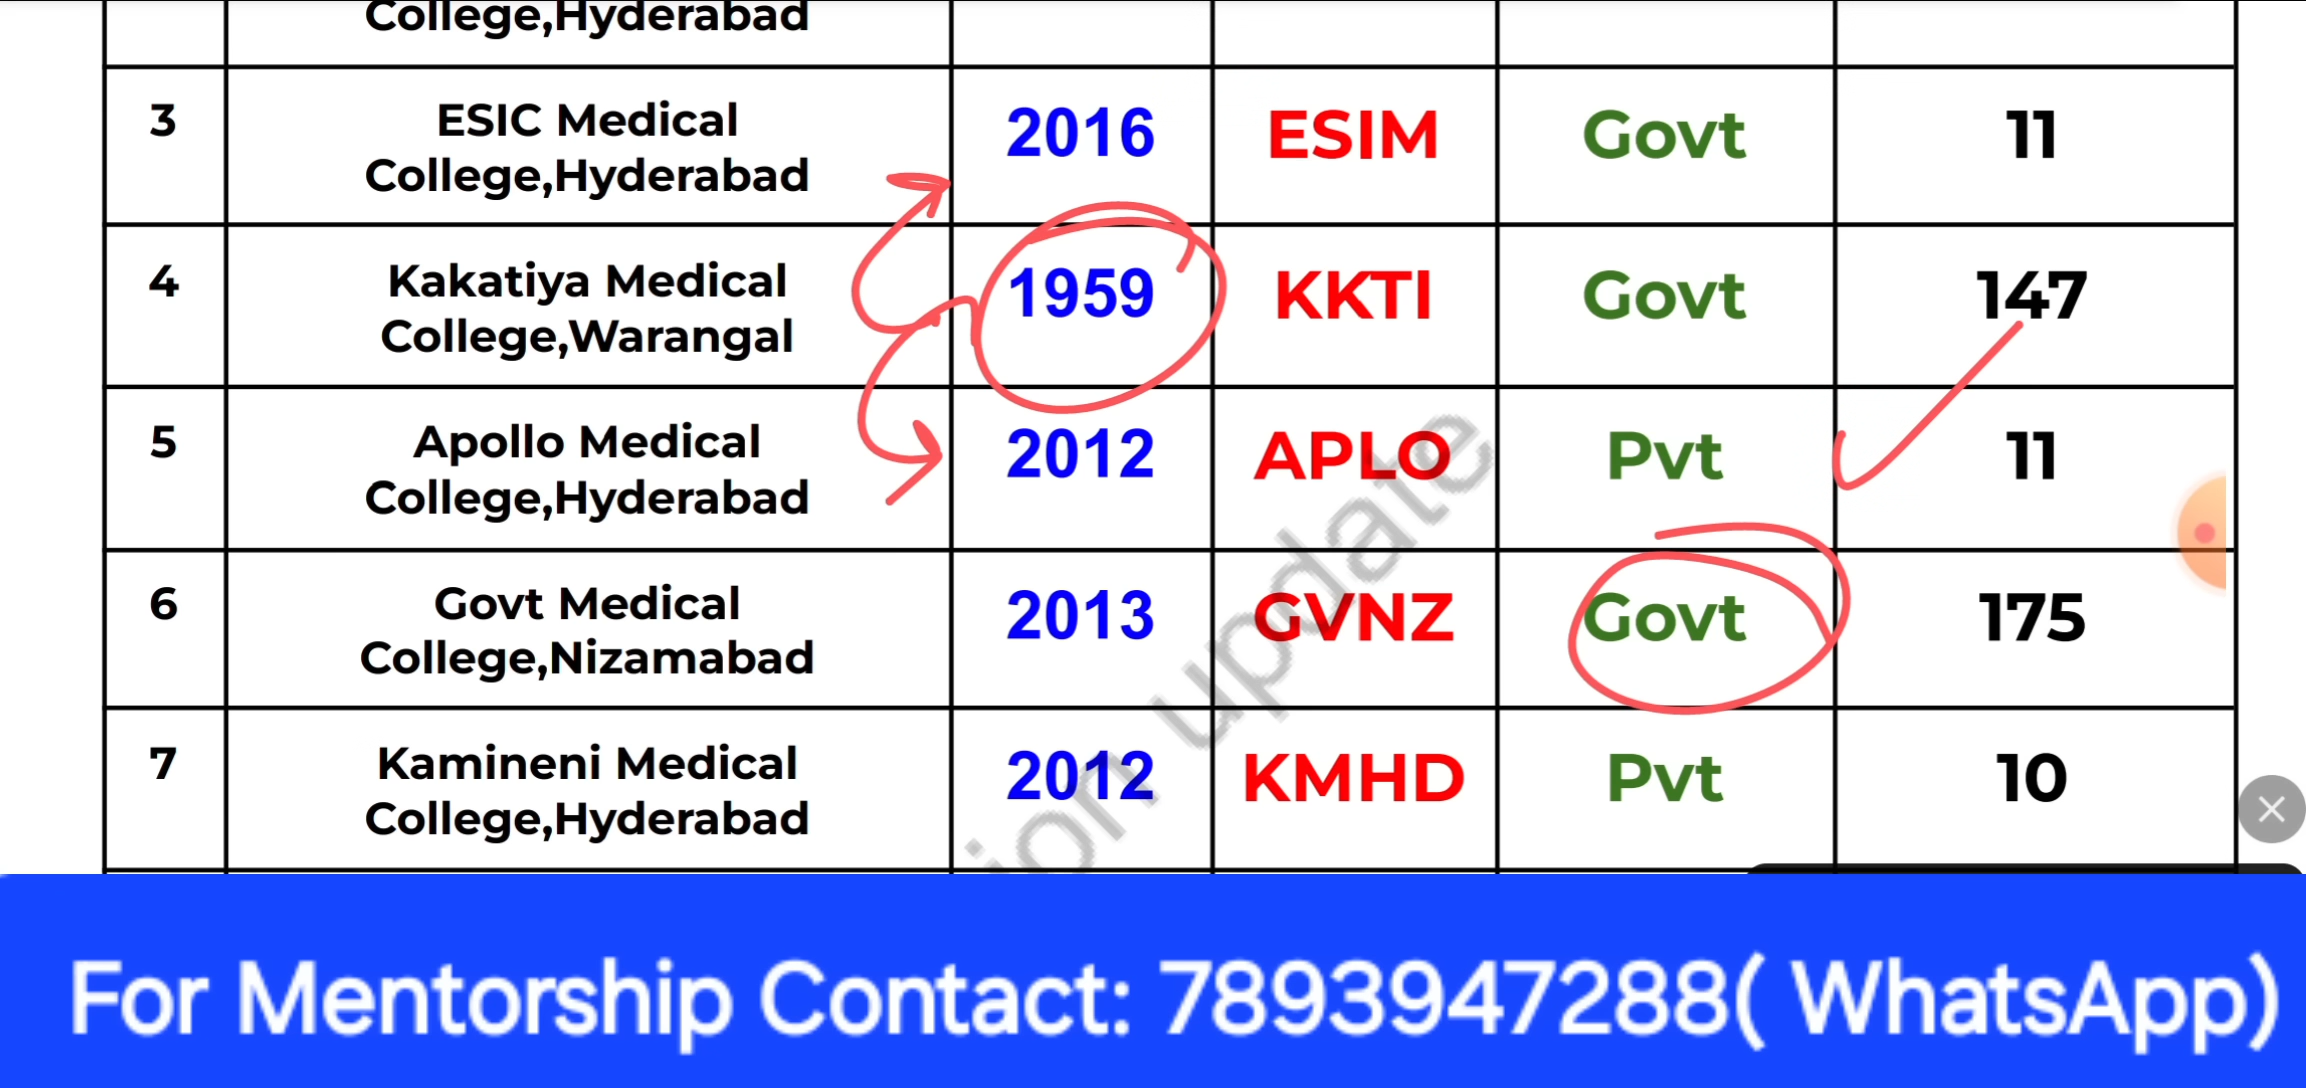 College,Hyderabad
3 ESIC Medical College,Hyderabad 2016 ESIM Govt 11
4 Kakatiya Medical College,Warangal 1959 KKTI Govt 147
5 Apollo Medical College,Hyderabad 2012 APLO Pvt 11
6 Govt Medical College,Nizamabad 2013 GVNZ Govt 175
7 Kamineni Medical College,Hyderabad 2012 KMHD Pvt 10
update
For Mentorship Contact: 7893947288( WhatsApp)